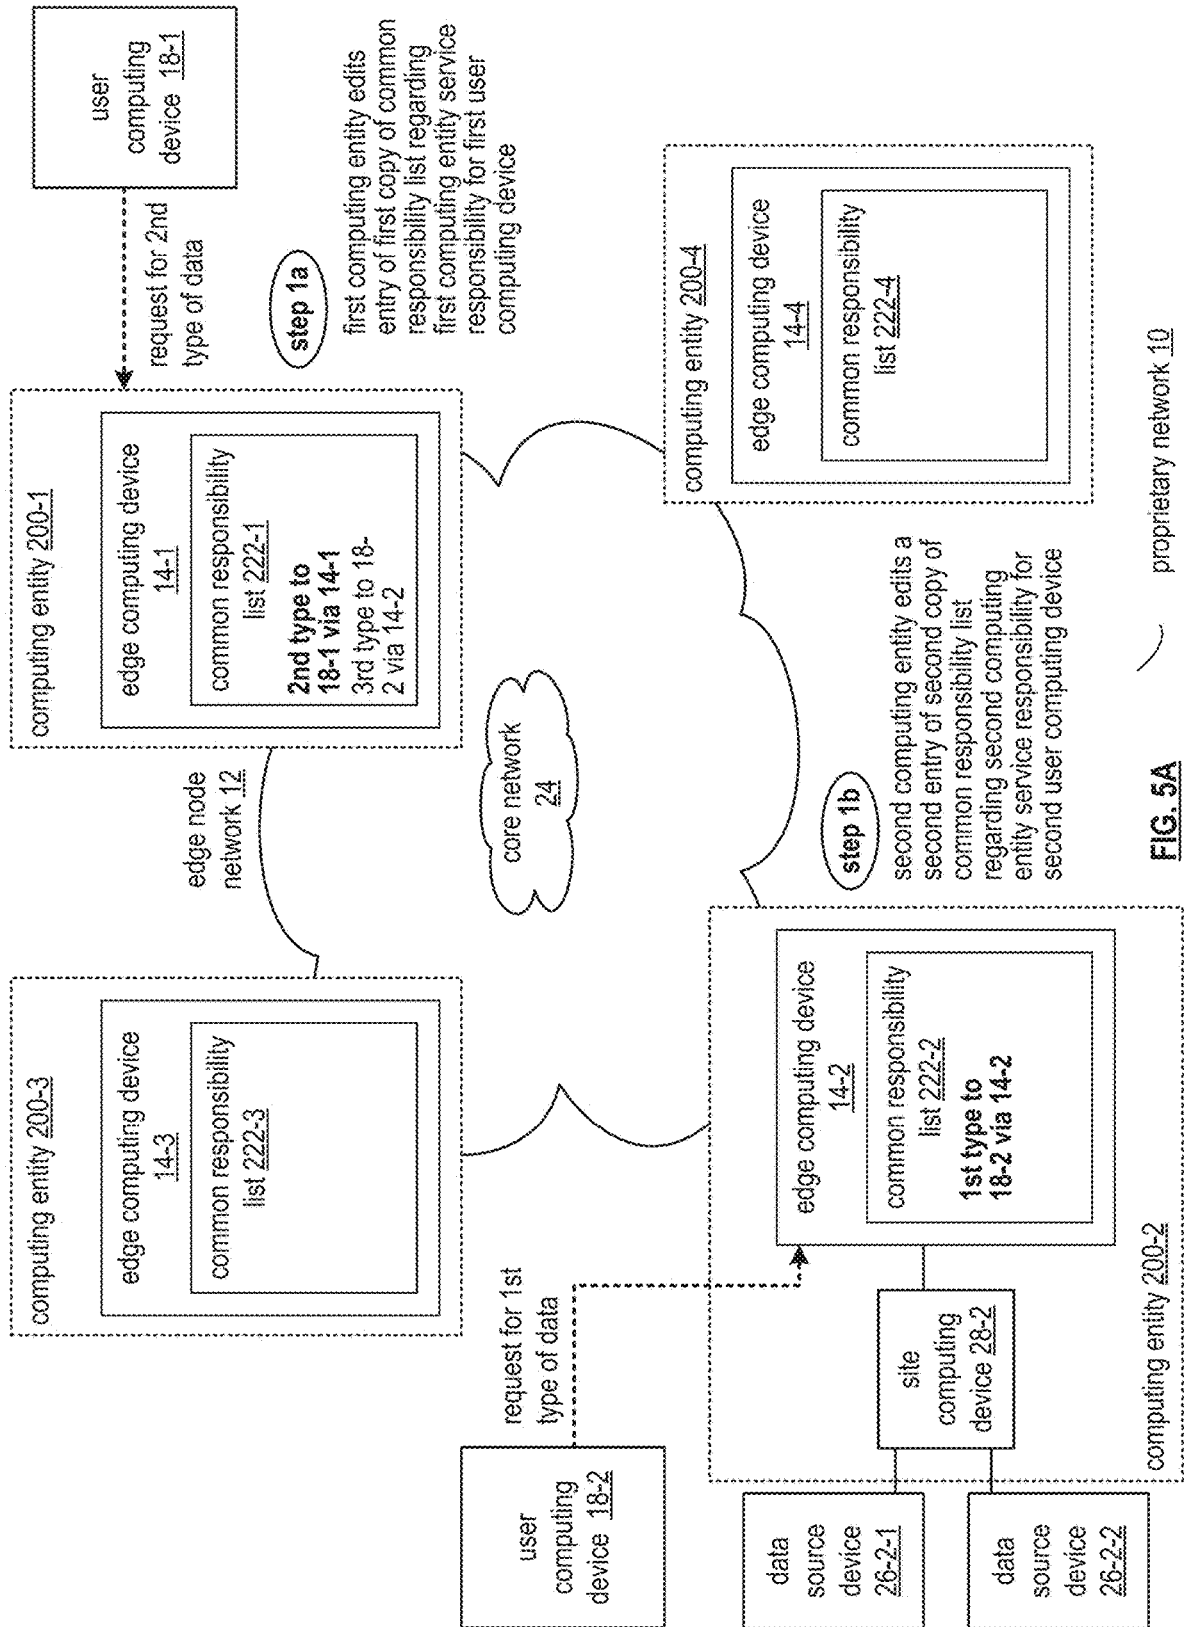 computing entity 200-3
edge computing device
14-3
common responsibility
list 222-3
edge node
network 12
computing entity 200-1
edge computing device
14-1
common responsibility
list 222-1
2nd type to
18-1 via 14-1
3rd type to 18-
2 via 14-2
request for 2nd
type of data
user
computing
device 18-1
step 1a
first computing entity edits
entry of first copy of common
responsibility list regarding
first computing entity service
responsibility for first user
computing device
core network
24
user
computing
device 18-2
request for 1st
type of data
data
source
device
26-2-1
data
source
device
26-2-2
site
computing
device 28-2
edge computing device
14-2
common responsibility
list 222-2
1st type to
18-2 via 14-2
computing entity 200-2
step 1b
second computing entity edits a
second entry of second copy of
common responsibility list
regarding second computing
entity service responsibility for
second user computing device
computing entity 200-4
edge computing device
14-4
common responsibility
list 222-4
proprietary network 10
FIG. 5A